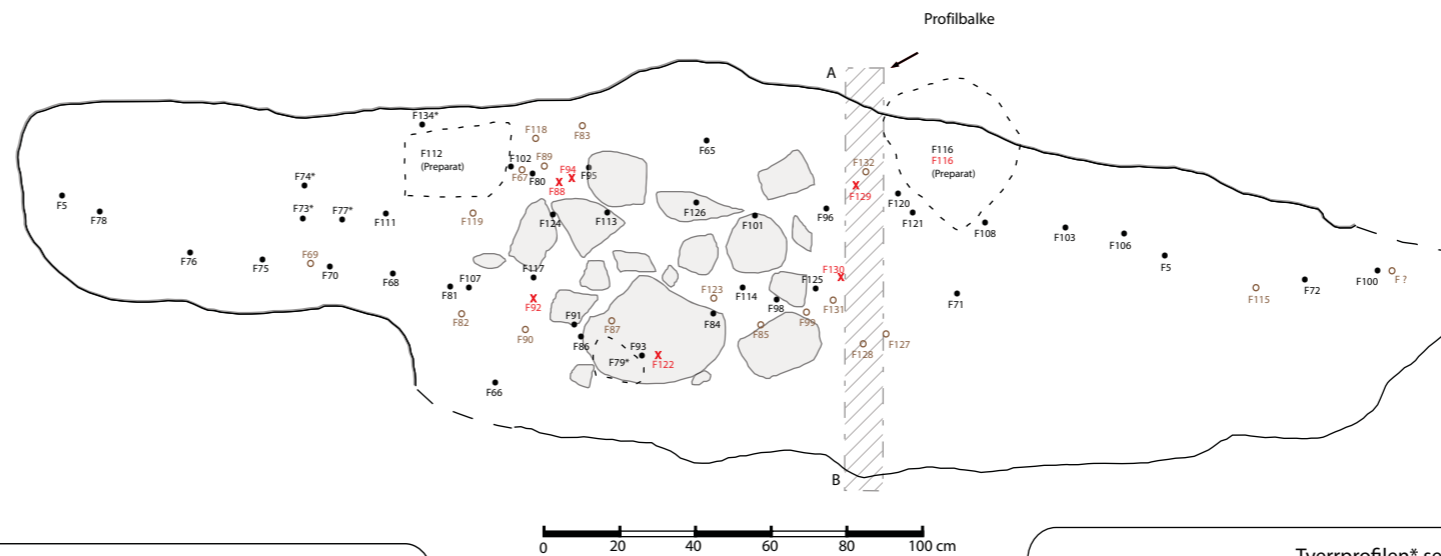 Profilbalke
A
F134*
F118
F83
F112
(Preparat)
F102
F89
F67
F80
F94
F88
F95
F65
F132
F129
F116
F116
(Preparat)
F74*
F5
F78
F73*
F77*
F111
F119
F124
F113
F126
F101
F96
F120
F121
F108
F103
F106
F76
F75
F69
F70
F68
F81
F107
F117
F92
F82
F90
F91
F86
F87
F123
F114
F98
F125
F130
F131
F84
F85
F99
F128
F127
F71
F5
F115
F72
F100
F ?
F79*
F93
F122
F66
B
0 20 40 60 80 100 cm
Tverrprofilen* se